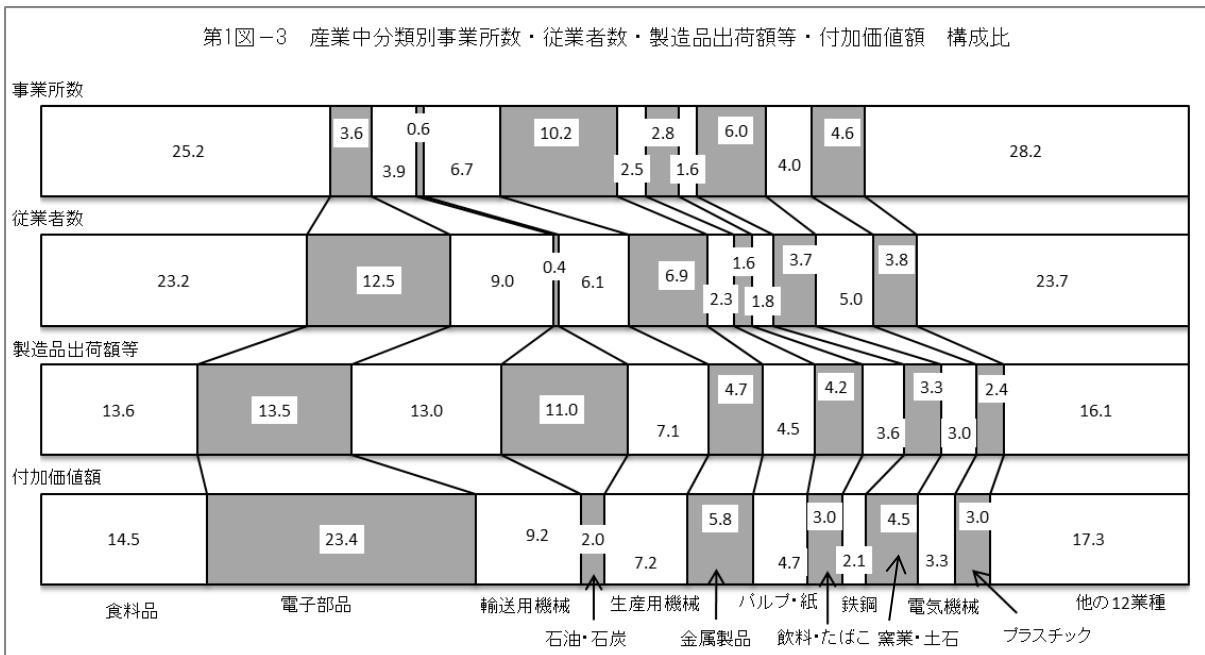 第1図－3　産業中分類別事業所数・従業者数・製造品出荷額等・付加価値額　構成比
事業所数
25.2 3.6 3.9 0.6 6.7 10.2 2.5 2.8 1.6 6.0 4.0 4.6 28.2
従業者数
23.2 12.5 9.0 0.4 6.1 6.9 2.3 1.6 1.8 3.7 5.0 3.8 23.7
製造品出荷額等
13.6 13.5 13.0 11.0 7.1 4.7 4.5 4.2 3.6 3.3 3.0 2.4 16.1
付加価値額
14.5 23.4 9.2 2.0 7.2 5.8 4.7 3.0 2.1 4.5 3.3 3.0 17.3
食料品 電子部品 輸送用機械 生産用機械 パルプ・紙 鉄鋼 電気機械 他の12業種
石油・石炭 金属製品 飲料・たばこ 窯業・土石 プラスチック